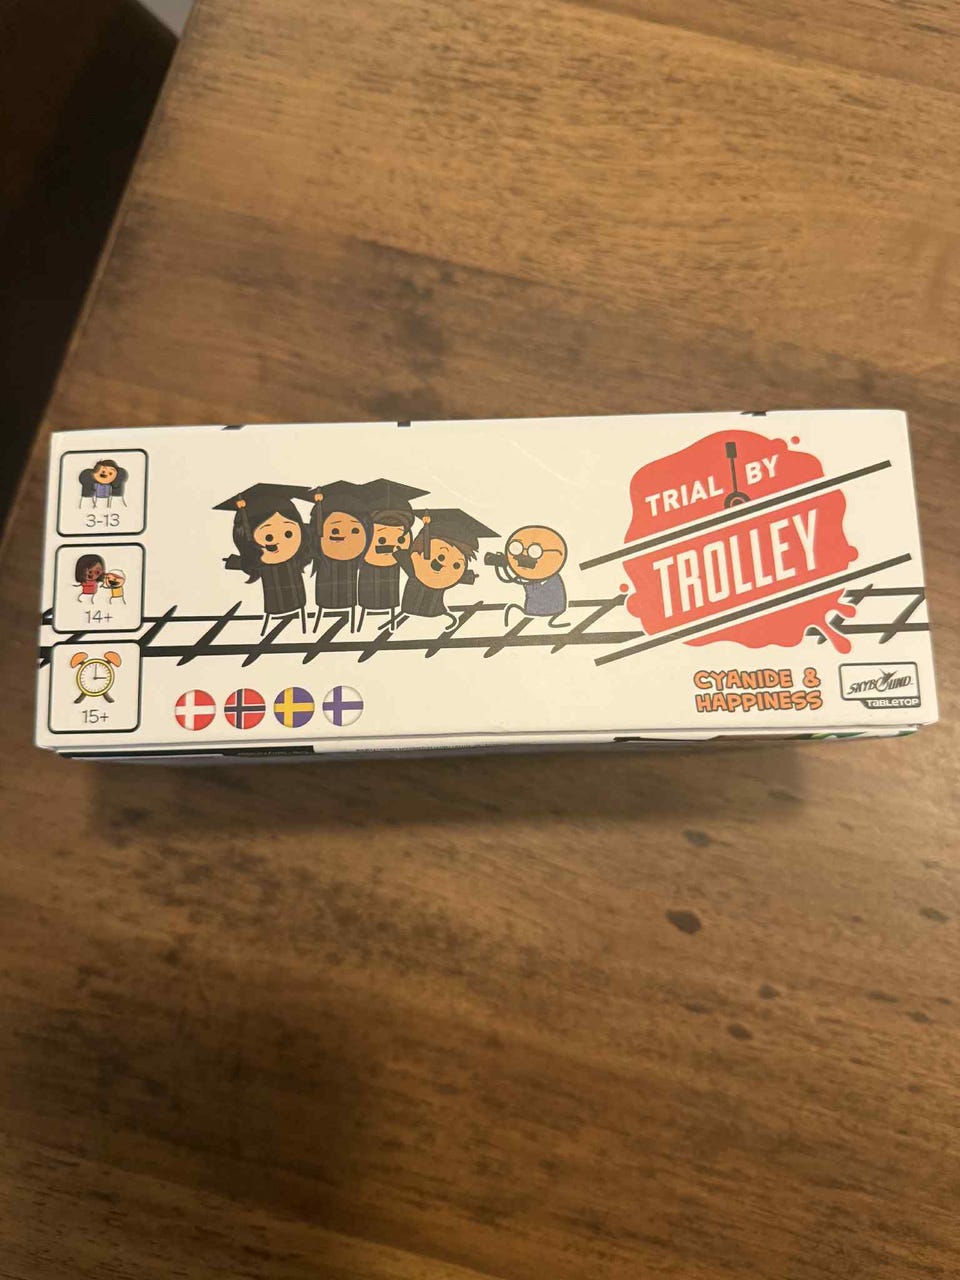 3-13
14+
15+
TRIAL BY
TROLLEY
CYANIDE &
HAPPINESS
SKYBOUND
TABLETOP